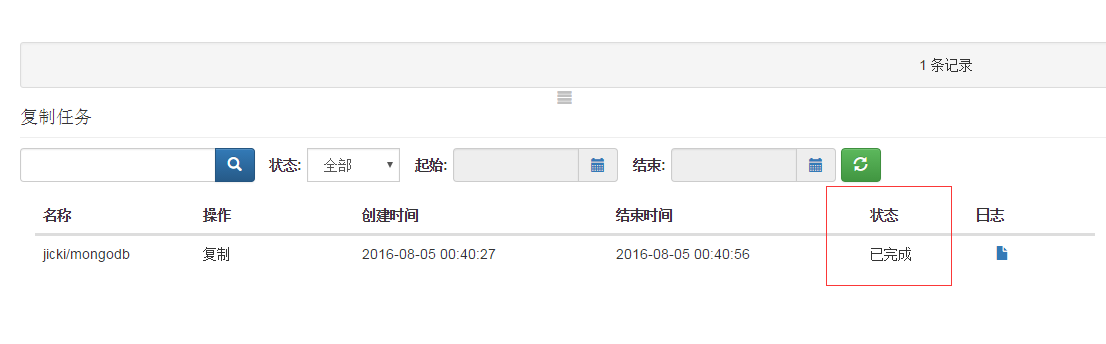 1 条记录
复制任务
状态: 全部 起始: 结束:
名称 操作 创建时间 结束时间 状态 日志
jicki/mongodb 复制 2016-08-05 00:40:27 2016-08-05 00:40:56 已完成